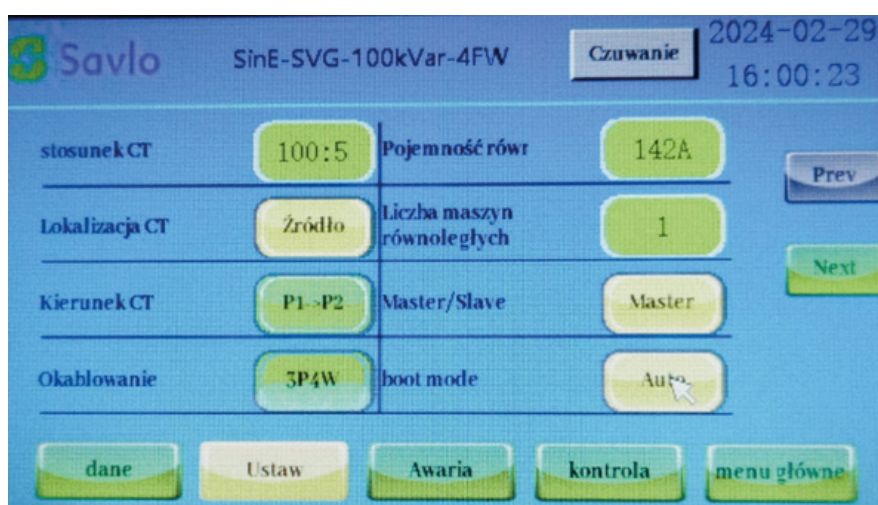 Savlo SinE-SVG-100kVar-4FW Czuwanie 2024-02-29
16:00:23
stosunek CT 100:5 Pojemność równ 142A
Prev
Lokalizacja CT Źródło Liczba maszyn równoległych 1
Next
Kierunek CT P1->P2 Master/Slave Master
Okablowanie 3P4W boot mode Auto
dane Ustaw Awaria kontrola menu główne